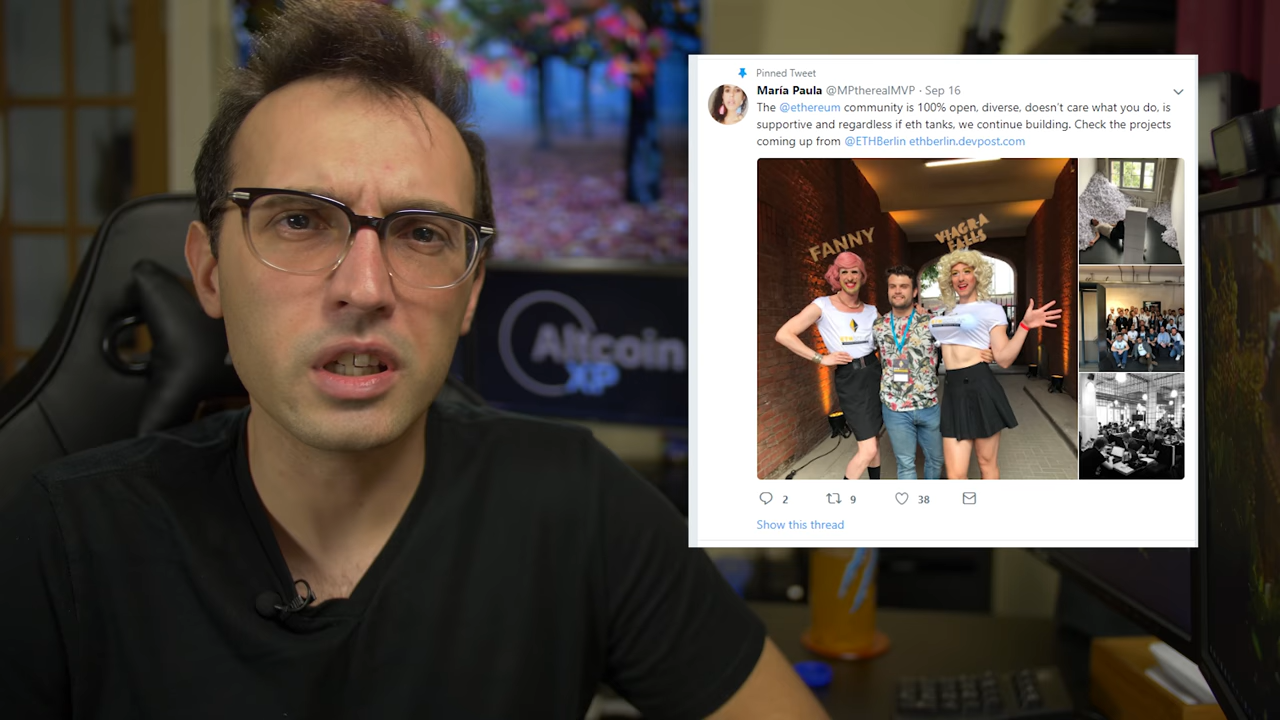 Pinned Tweet
María Paula @MPtherealMVP · Sep 16
The @ethereum community is 100% open, diverse, doesn't care what you do, is
supportive and regardless if eth tanks, we continue building. Check the projects
coming up from @ETHBerlin ethberlin.devpost.com
FANNY
VIAGRA
FALLS
2 9 38
Show this thread
Altcoin
XP